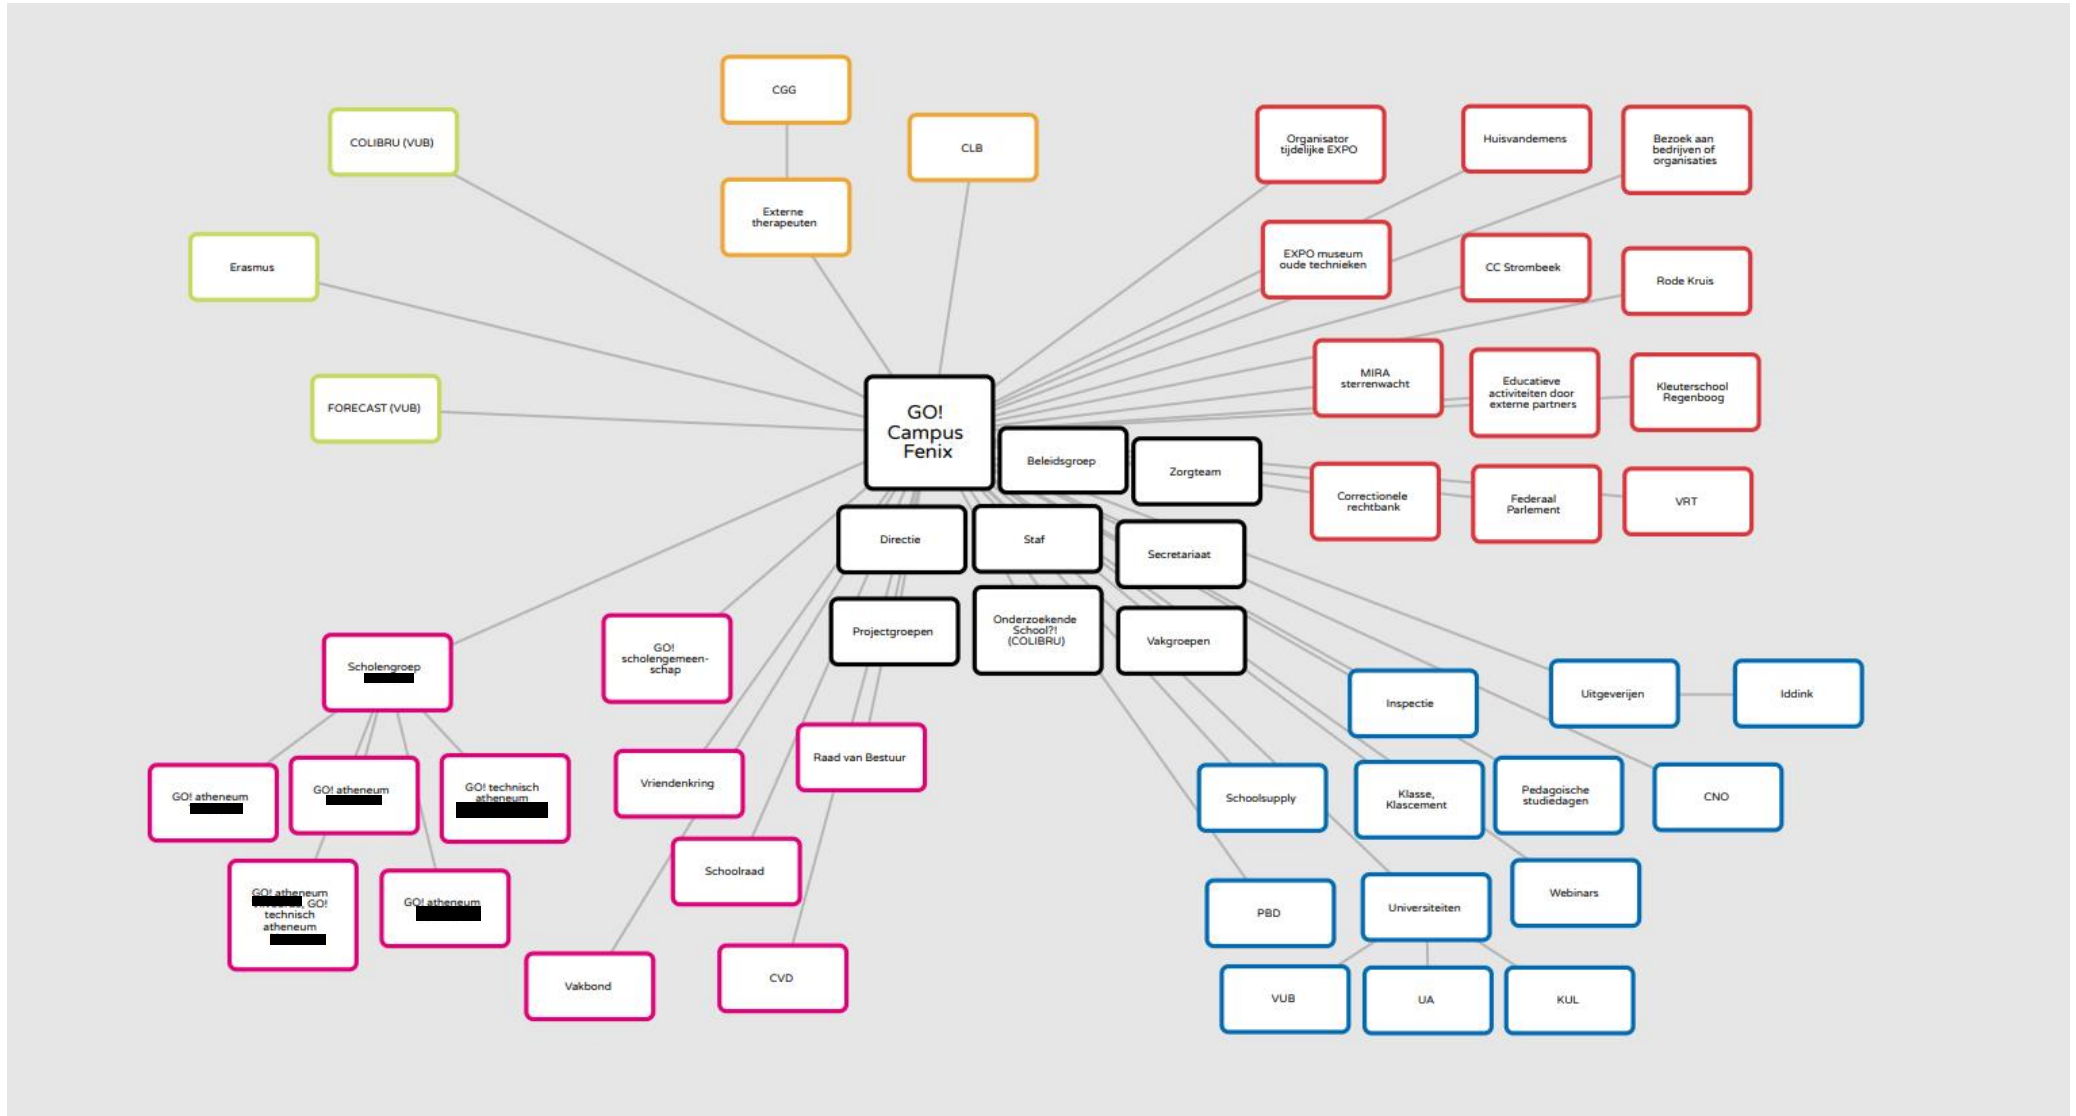 CGG
COLIBRU (VUB)
CLB
Organisator
tijdelijke EXPO
Huisvandemens
Bezoek aan
bedrijven of
organisaties
Externe
therapeuten
Erasmus
EXPO museum
oude technieken
CC Strombeek
Rode Kruis
FORECAST (VUB)
MIRA
sterrenwacht
Educatieve
activiteiten door
externe partners
Kleuterschool
Regenboog
GO!
Campus
Fenix
Beleidsgroep
Zorgteam
Correctionele
rechtbank
Federaal
Parlement
VRT
Directie
Staf
Secretariaat
Projectgroepen
Onderzoekende
School?!
(COLIBRU)
Vakgroepen
Scholengroep
GO!
scholengemeen-
schap
Inspectie
Uitgeverijen
Iddink
GO! atheneum
GO! atheneum
GO! technisch
atheneum
Vriendenkring
Raad van Bestuur
Schoolsupply
Klasse,
Klascement
Pedagoische
studiedagen
CNO
GO! atheneum
, GO!
technisch
atheneum
GO! atheneum
Schoolraad
PBD
Universiteiten
Webinars
Vakbond
CVD
VUB
UA
KUL